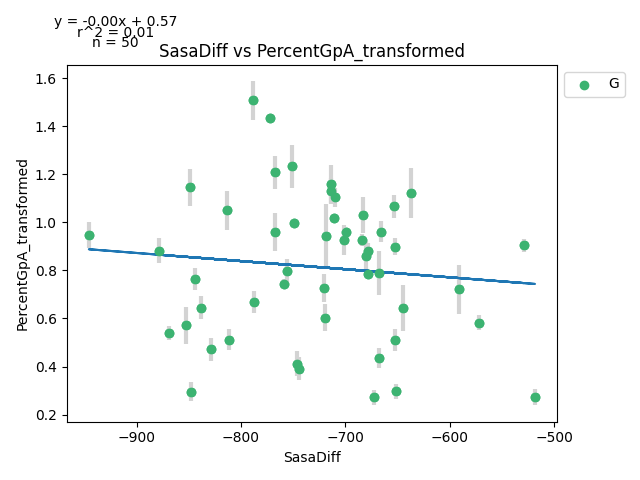 y = -0.00x + 0.57
r^2 = 0.01
n = 50
SasaDiff vs PercentGpA_transformed
G
PercentGpA_transformed
1.6
1.4
1.2
1.0
0.8
0.6
0.4
0.2
−900 −800 −700 −600 −500
SasaDiff